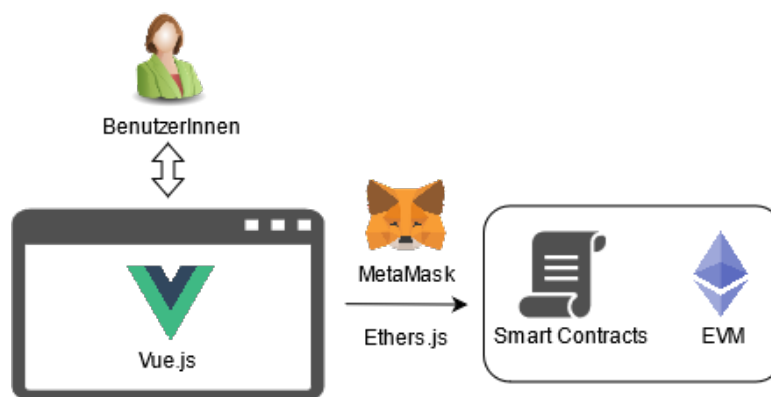 BenutzerInnen
MetaMask
Vue.js
Ethers.js
Smart Contracts
EVM